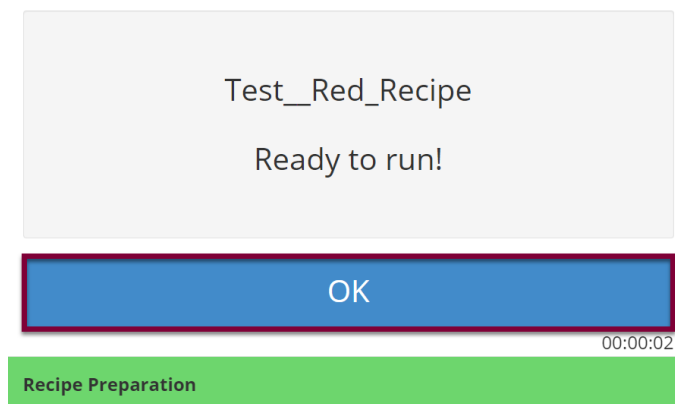 Test__Red_Recipe
Ready to run!
OK
00:00:02
Recipe Preparation